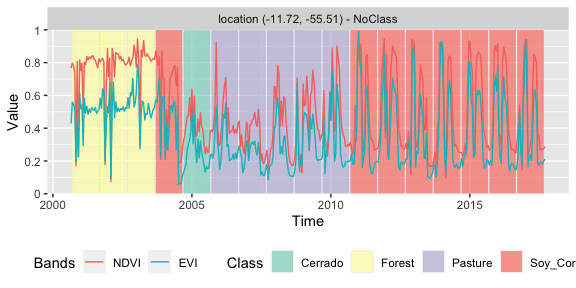 location (-11.72, -55.51) - NoClass
1
0.8
0.6
0.4
0.2
0
Value
2000 2005 2010 2015
Time
Bands NDVI EVI Class Cerrado Forest Pasture Soy_Cor